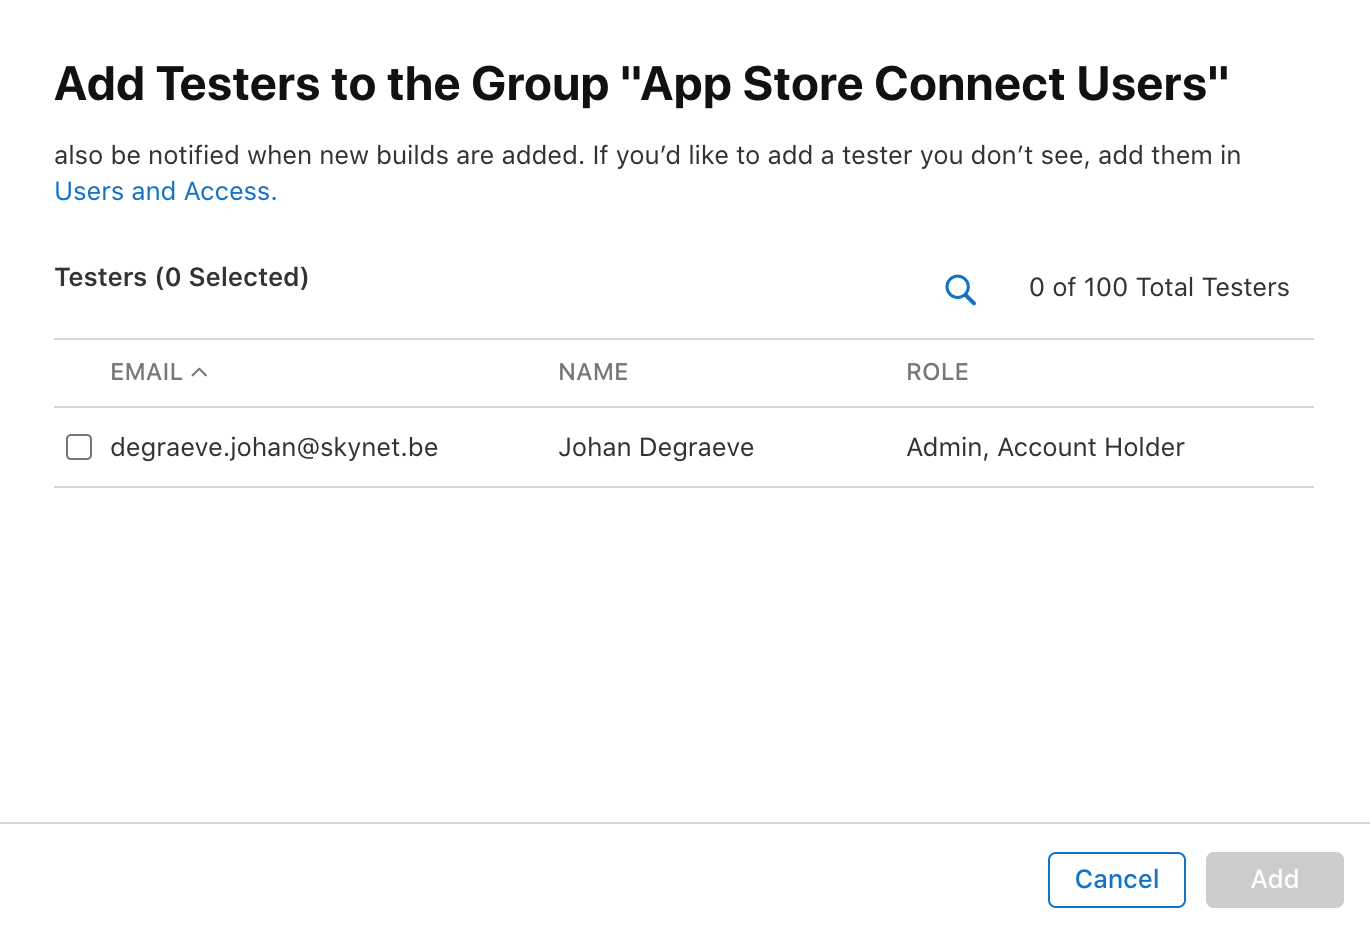 Add Testers to the Group "App Store Connect Users"
also be notified when new builds are added. If you’d like to add a tester you don’t see, add them in
Users and Access.
Testers (0 Selected)
0 of 100 Total Testers
EMAIL NAME ROLE
degraeve.johan@skynet.be Johan Degraeve Admin, Account Holder
Cancel Add